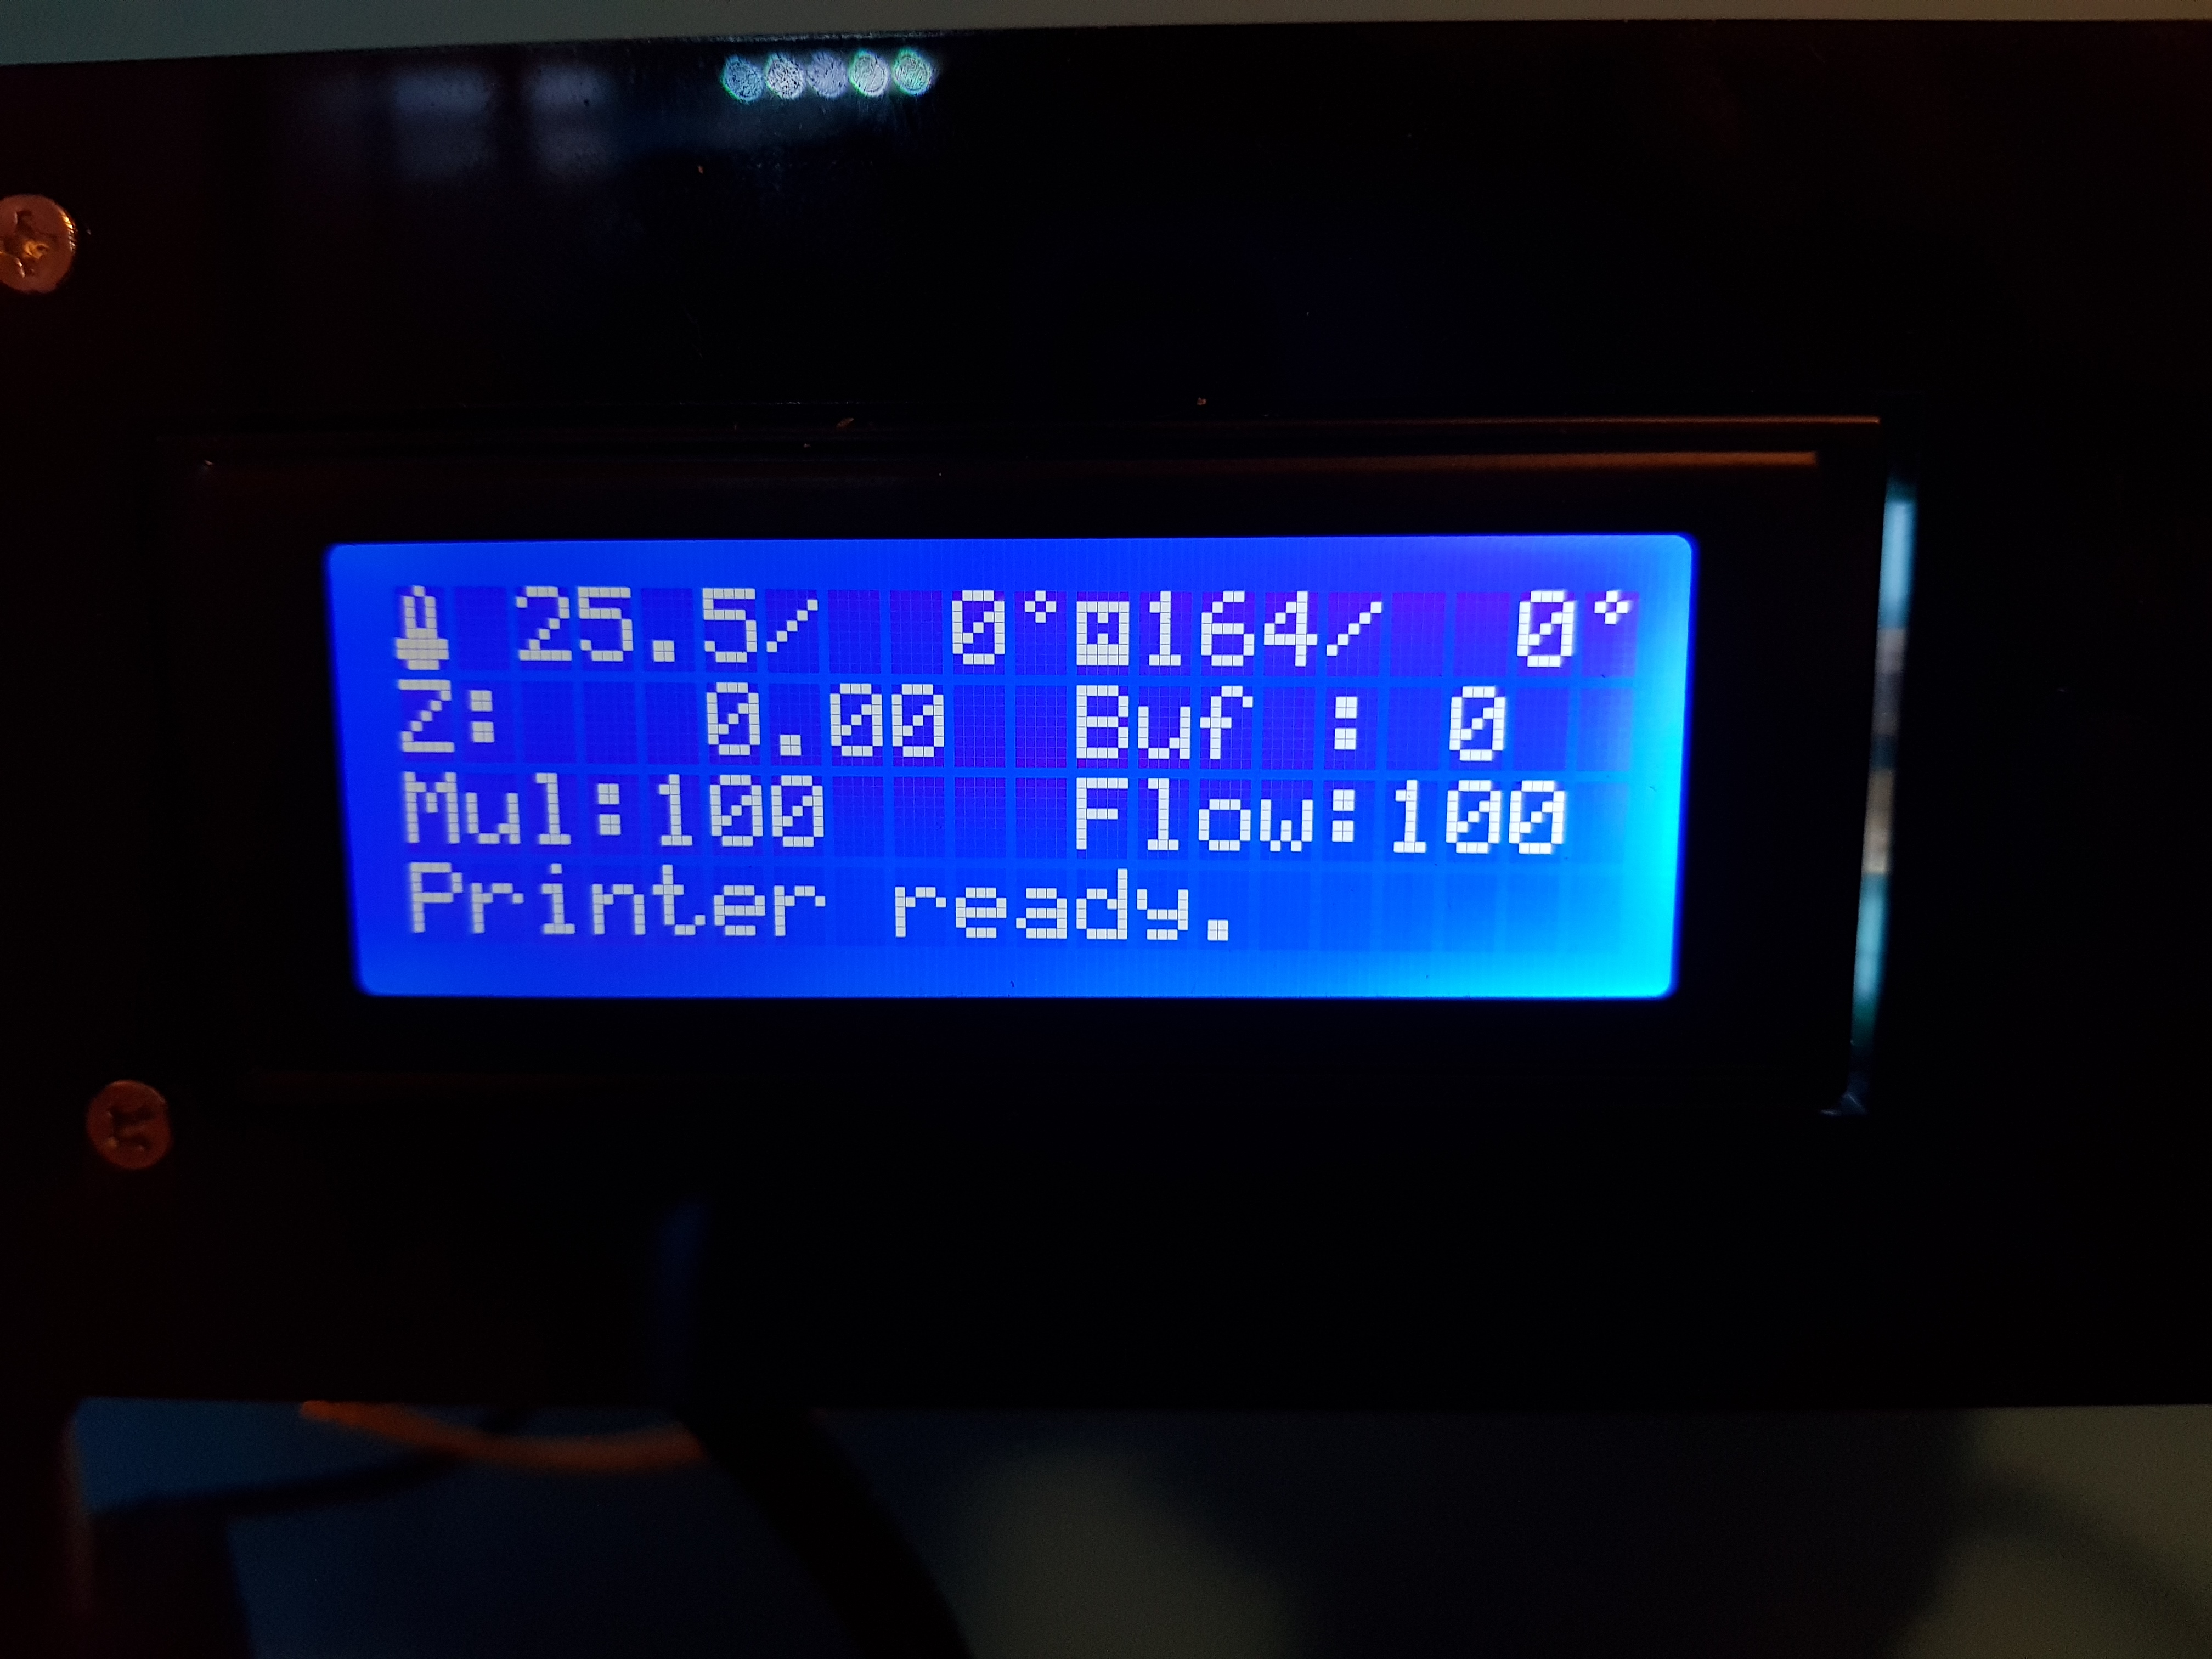 25.5/ 0°164/ 0°
Z: 0.00 Buf : 0
Mul:100 Flow:100
Printer ready.